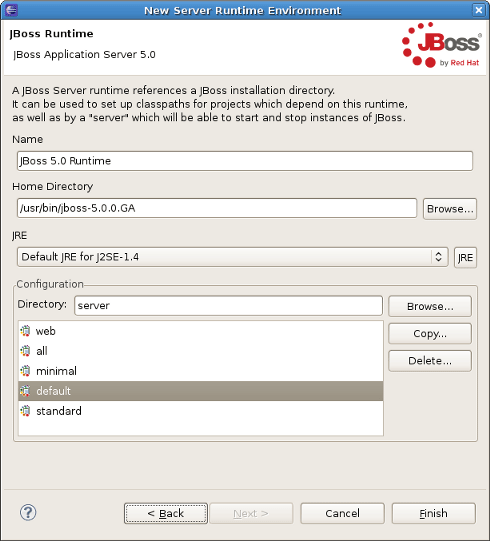 New Server Runtime Environment
JBoss Runtime
JBoss Application Server 5.0
JBoss
by Red Hat
A JBoss Server runtime references a JBoss installation directory.
It can be used to set up classpaths for projects which depend on this runtime,
as well as by a "server" which will be able to start and stop instances of JBoss.
Name
JBoss 5.0 Runtime
Home Directory
/usr/bin/jboss-5.0.0.GA
Browse...
JRE
Default JRE for J2SE-1.4
JRE
Configuration
Directory: server
Browse...
web
all
minimal
default
standard
Copy...
Delete...
? < Back Next > Cancel Finish